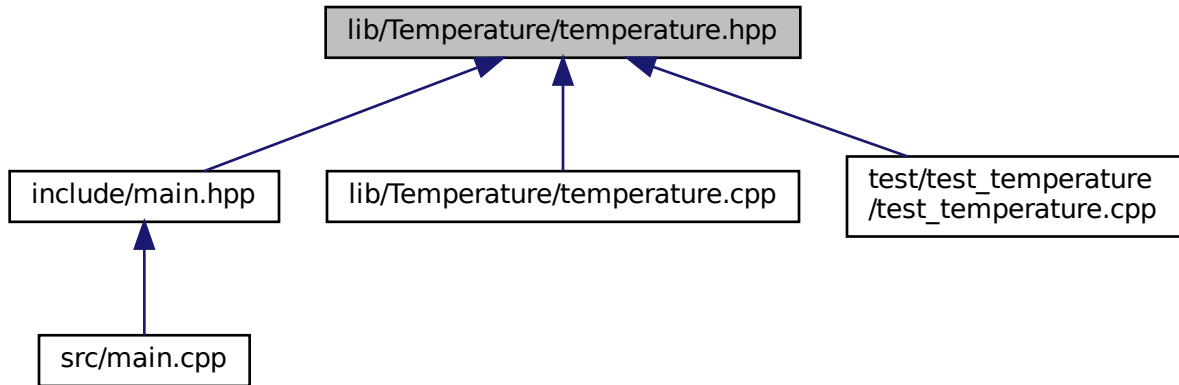 lib/Temperature/temperature.hpp
include/main.hpp
lib/Temperature/temperature.cpp
test/test_temperature
/test_temperature.cpp
src/main.cpp